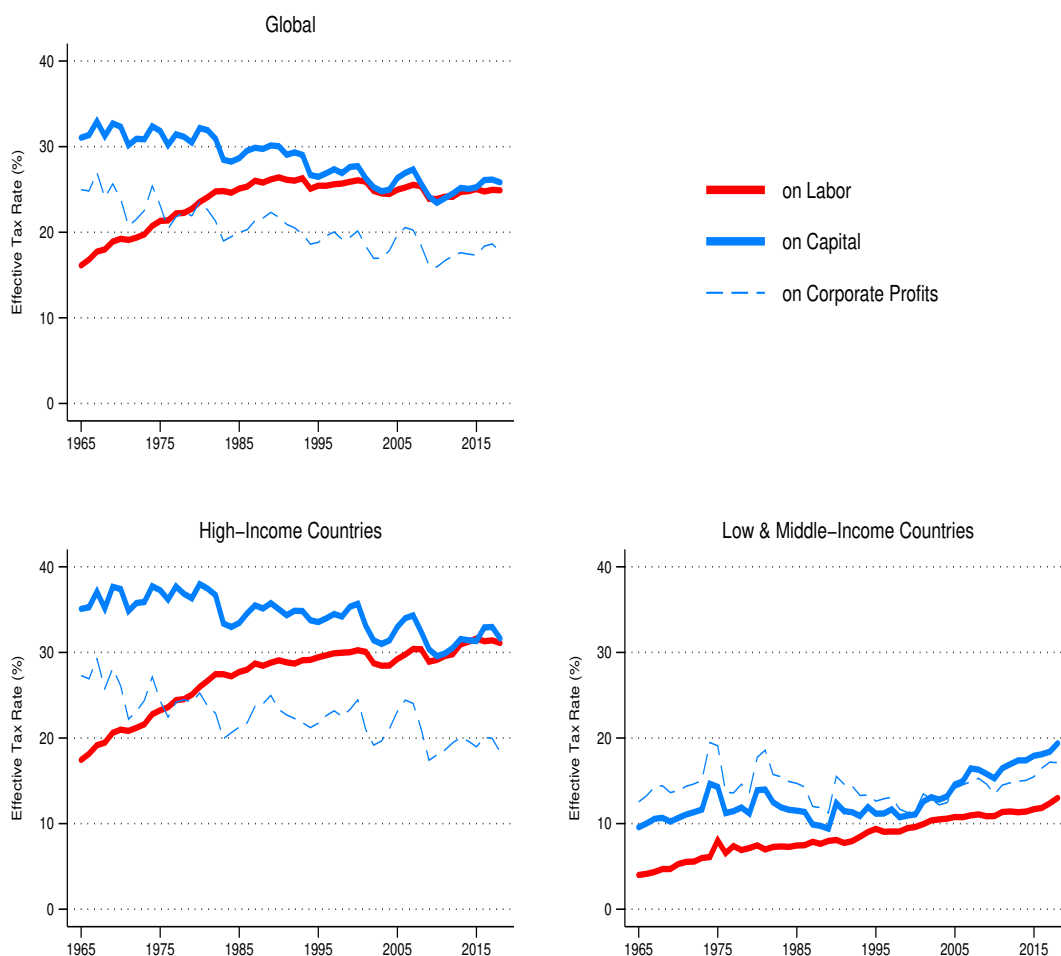 Global
Effective Tax Rate (%)
40
30
20
10
0
1965 1975 1985 1995 2005 2015
on Labor
on Capital
on Corporate Profits
High−Income Countries
Effective Tax Rate (%)
40
30
20
10
0
1965 1975 1985 1995 2005 2015
Low & Middle−Income Countries
Effective Tax Rate (%)
40
30
20
10
0
1965 1975 1985 1995 2005 2015